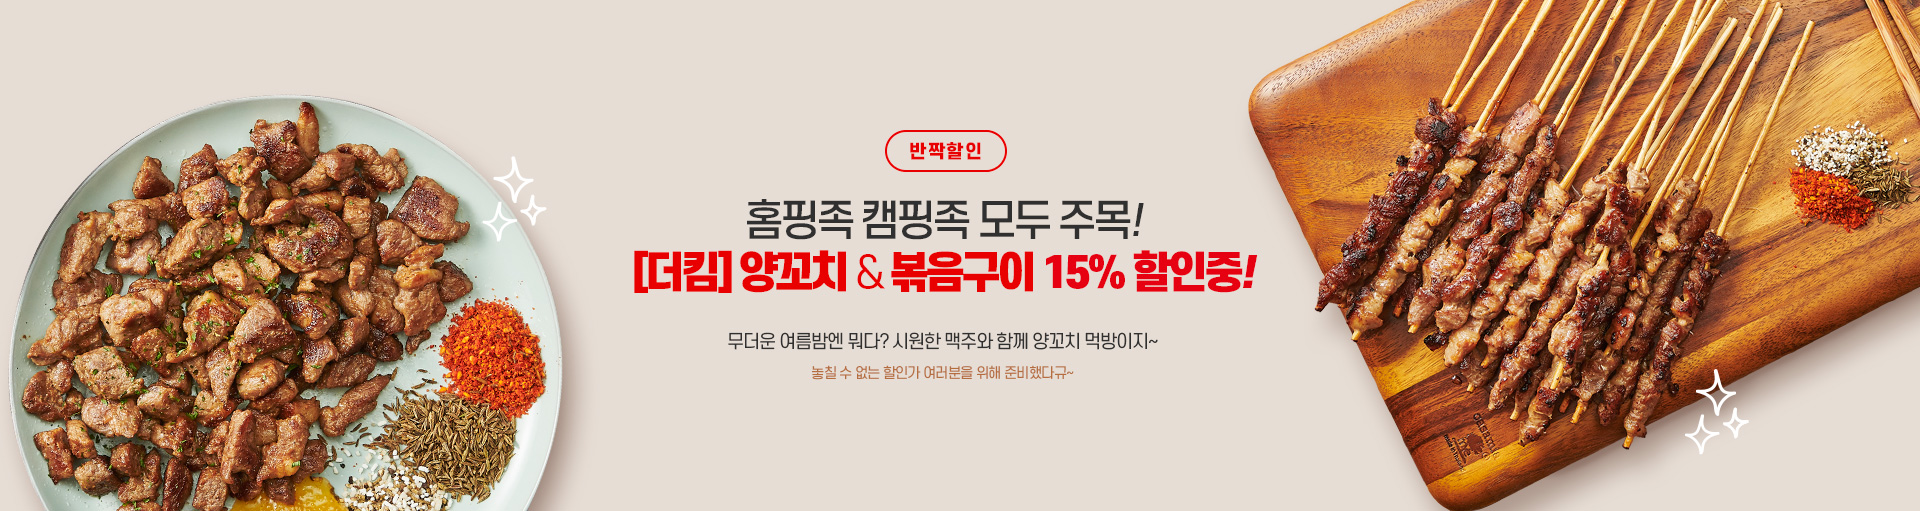 반짝할인
홈핑족 캠핑족 모두 주목!
[더킴] 양꼬치 & 볶음구이 15% 할인중!
무더운 여름밤엔 뭐다? 시원한 맥주와 함께 양꼬치 먹방이지~
놓칠 수 없는 할인가 여러분을 위해 준비했다규~